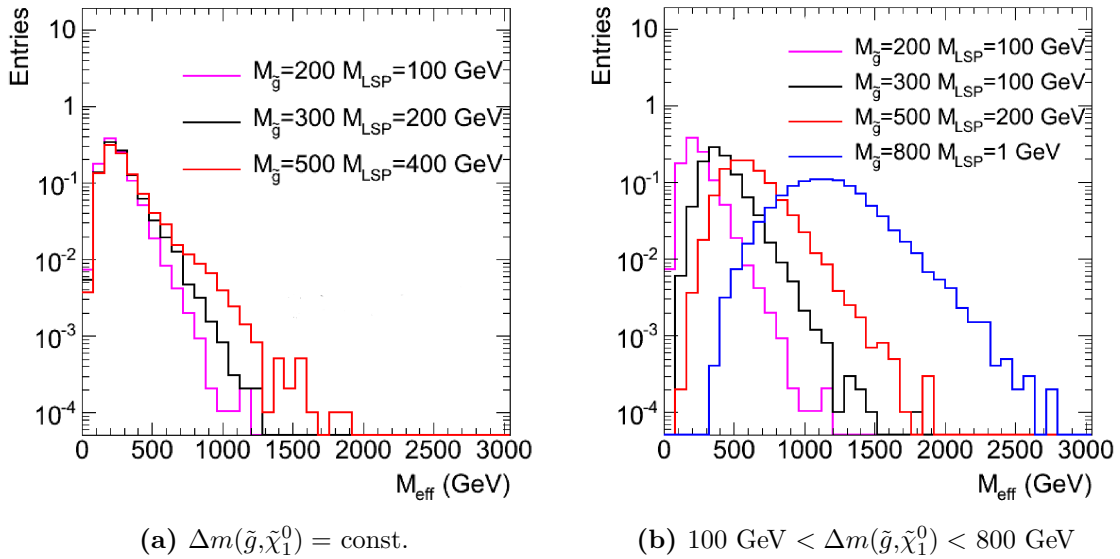 Entries
10
1
10⁻¹
10⁻²
10⁻³
10⁻⁴
M_g̃=200 M_LSP=100 GeV
M_g̃=300 M_LSP=200 GeV
M_g̃=500 M_LSP=400 GeV
0 500 1000 1500 2000 2500 3000
M_eff (GeV)
(a) Δm(g̃,χ̃⁰₁) = const.
Entries
10
1
10⁻¹
10⁻²
10⁻³
10⁻⁴
M_g̃=200 M_LSP=100 GeV
M_g̃=300 M_LSP=100 GeV
M_g̃=500 M_LSP=200 GeV
M_g̃=800 M_LSP=1 GeV
0 500 1000 1500 2000 2500 3000
M_eff (GeV)
(b) 100 GeV < Δm(g̃,χ̃⁰₁) < 800 GeV